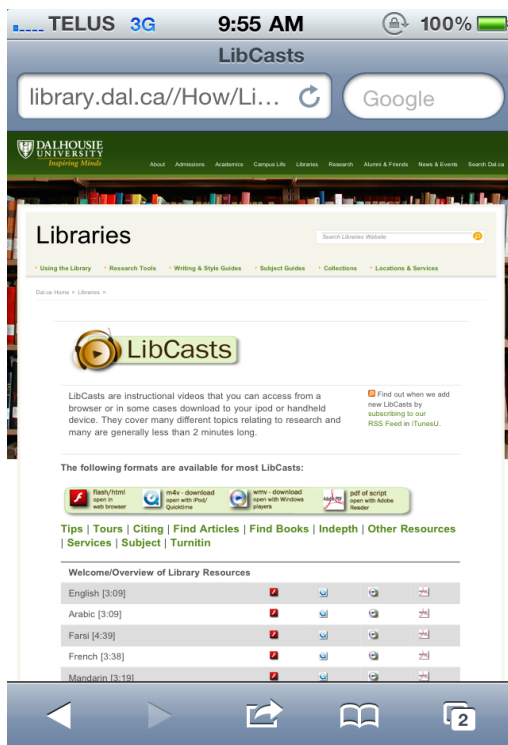 TELUS 3G 9:55 AM 100%
LibCasts
library.dal.ca//How/Li... Google
DALHOUSIE
UNIVERSITY
Inspiring Minds
About Admissions Academics Campus Life Libraries Research Alumni & Friends News & Events Search Dal.ca
Libraries
Search Libraries Website
Using the Library Research Tools Writing & Style Guides Subject Guides Collections Locations & Services
Dal.ca Home > Libraries >
LibCasts
LibCasts are instructional videos that you can access from a
browser or in some cases download to your ipod or handheld
device. They cover many different topics relating to research and
many are generally less than 2 minutes long.
Find out when we add
new LibCasts by
subscribing to our
RSS Feed in iTunesU.
The following formats are available for most LibCasts:
flash/html
open in
web browser
m4v - download
open with iPod/
Quicktime
wmv - download
open with Windows
players
Adobe PDF
pdf of script
open with Adobe
Reader
Tips | Tours | Citing | Find Articles | Find Books | Indepth | Other Resources
| Services | Subject | Turnitin
Welcome/Overview of Library Resources
English [3:09]
Arabic [3:09]
Farsi [4:39]
French [3:38]
Mandarin [3:19]
2